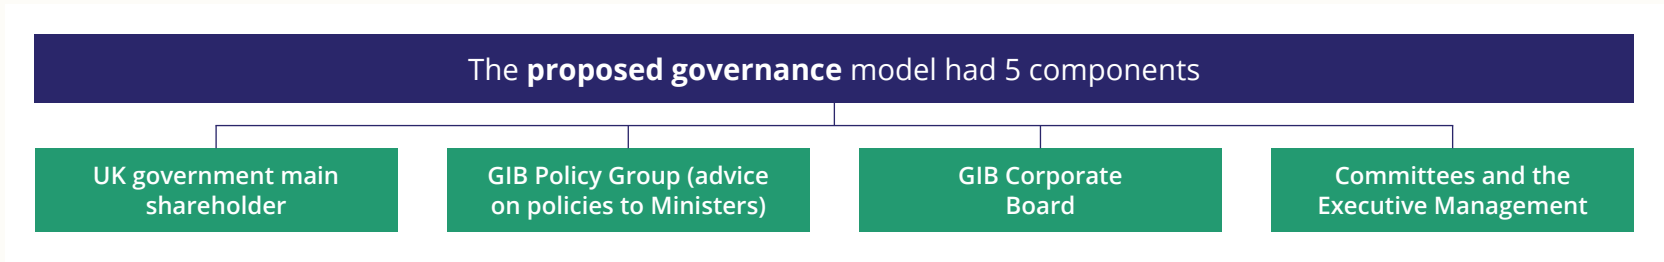 The proposed governance model had 5 components
UK government main
shareholder
GIB Policy Group (advice
on policies to Ministers)
GIB Corporate
Board
Committees and the
Executive Management